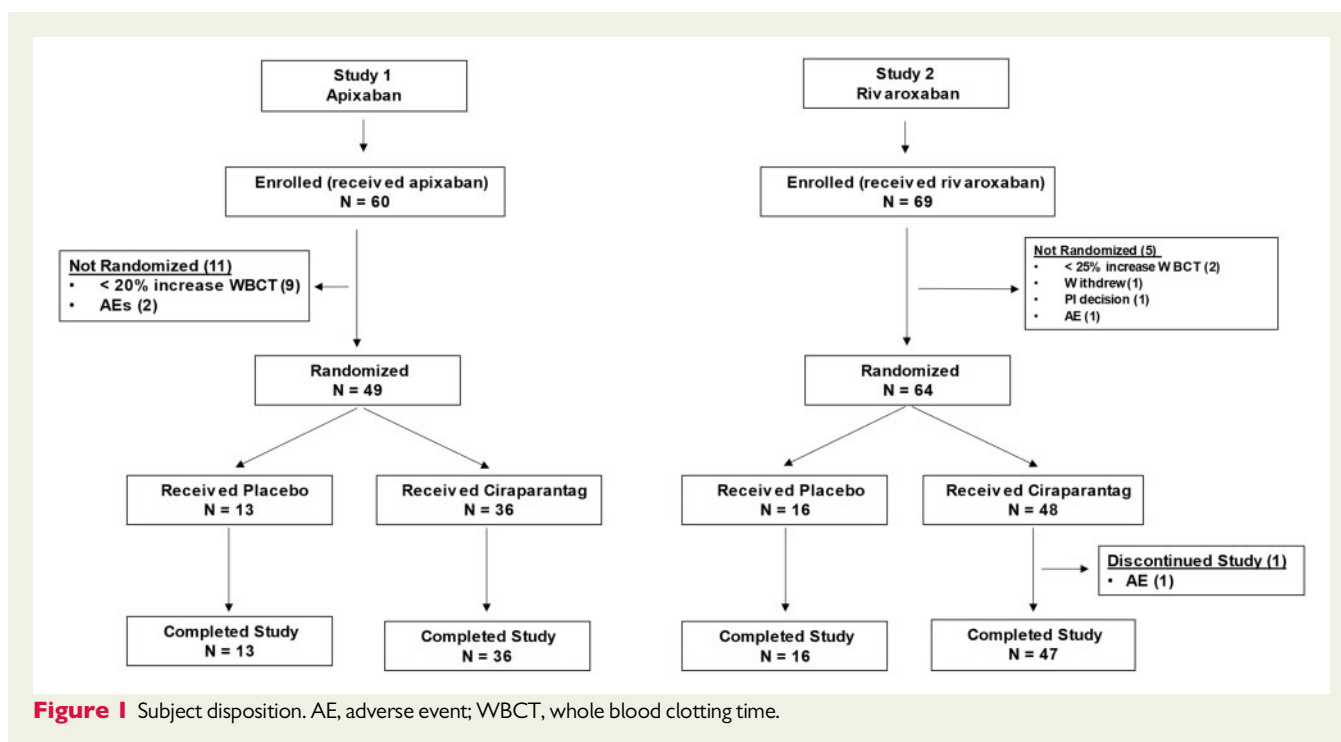 Study 1
Apixaban
Enrolled (received apixaban)
N = 60
Not Randomized (11)
• < 20% increase WBCT (9)
• AEs (2)
Randomized
N = 49
Received Placebo
N = 13
Received Ciraparantag
N = 36
Completed Study
N = 13
Completed Study
N = 36
Study 2
Rivaroxaban
Enrolled (received rivaroxaban)
N = 69
Not Randomized (5)
• < 25% increase WBCT (2)
• Withdrew (1)
• PI decision (1)
• AE (1)
Randomized
N = 64
Received Placebo
N = 16
Received Ciraparantag
N = 48
Discontinued Study (1)
• AE (1)
Completed Study
N = 16
Completed Study
N = 47
Figure 1 Subject disposition. AE, adverse event; WBCT, whole blood clotting time.